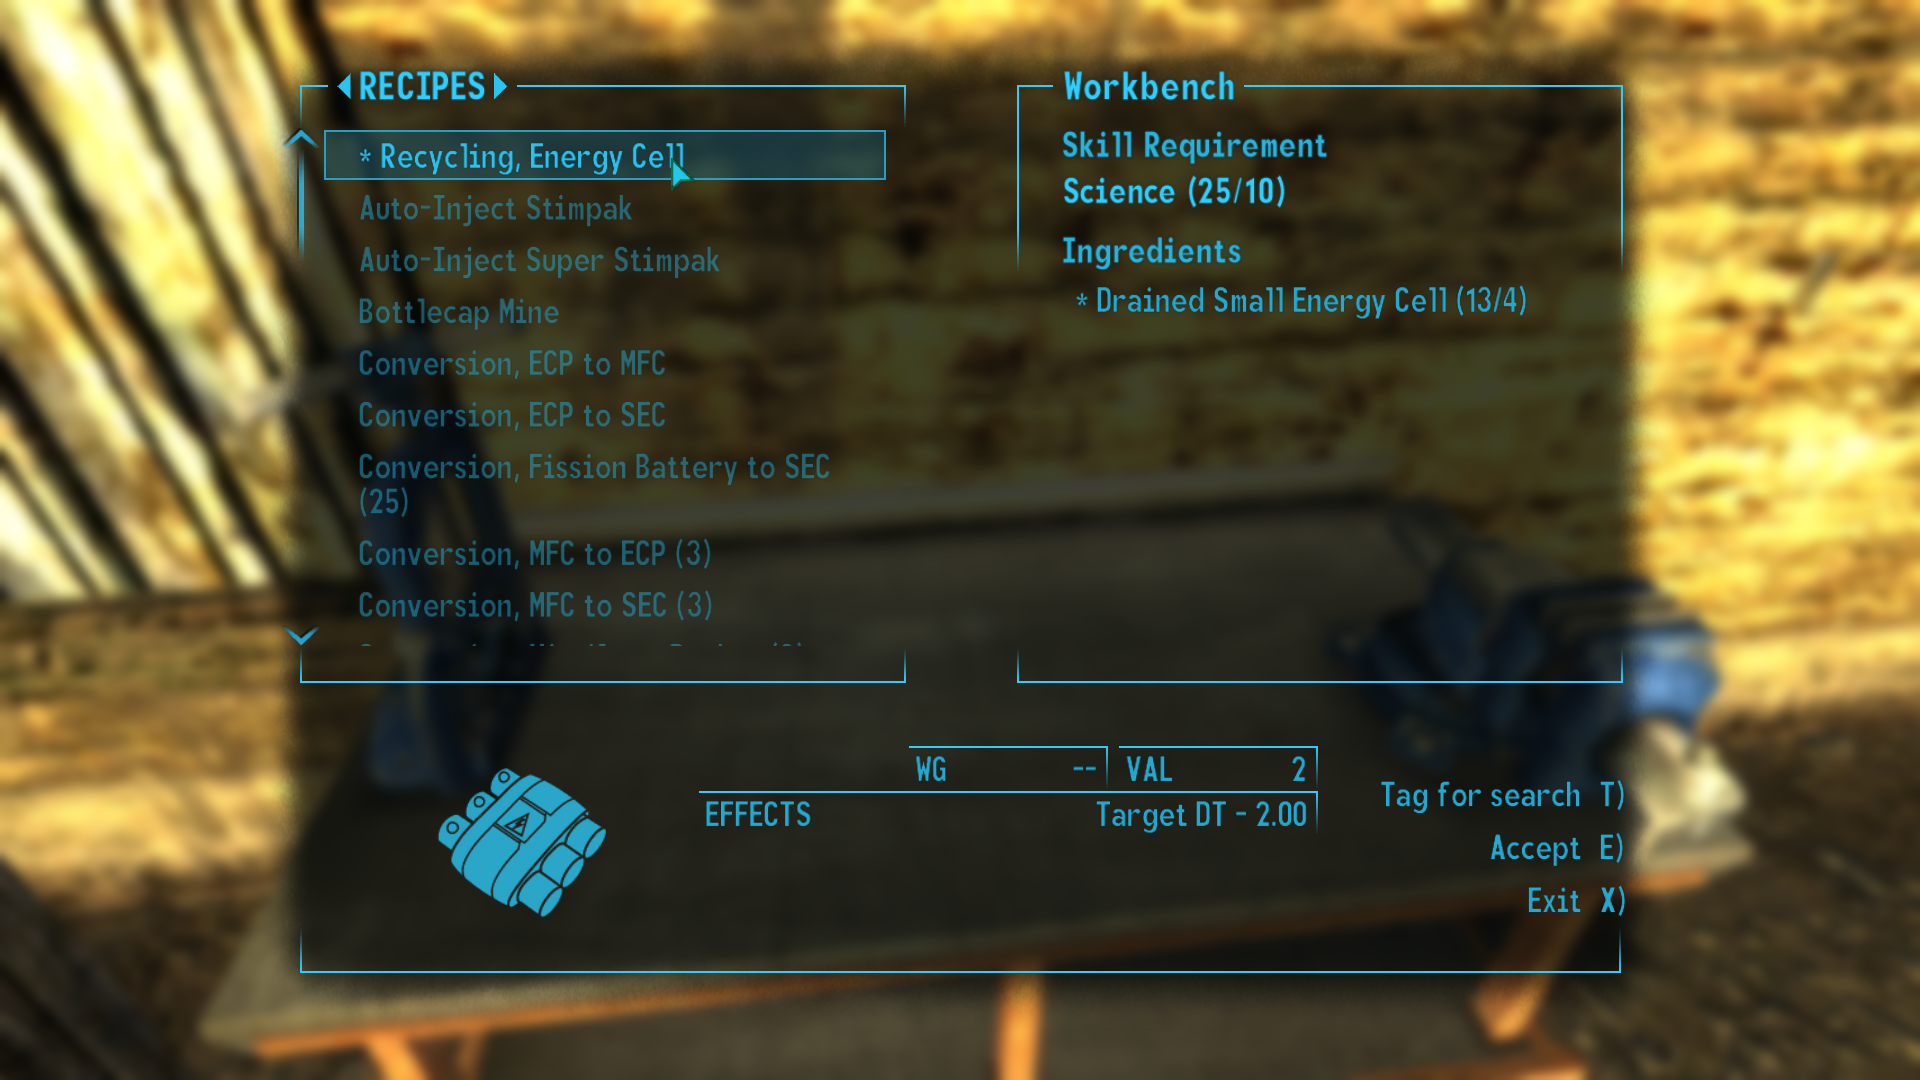 RECIPES
* Recycling, Energy Cell
Auto-Inject Stimpak
Auto-Inject Super Stimpak
Bottlecap Mine
Conversion, ECP to MFC
Conversion, ECP to SEC
Conversion, Fission Battery to SEC
(25)
Conversion, MFC to ECP (3)
Conversion, MFC to SEC (3)
Workbench
Skill Requirement
Science (25/10)
Ingredients
* Drained Small Energy Cell (13/4)
WG --
VAL 2
EFFECTS Target DT - 2.00
Tag for search T)
Accept E)
Exit X)